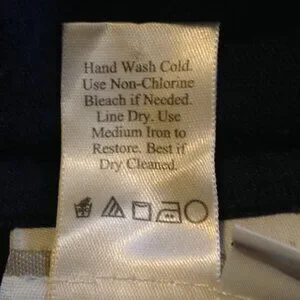 Hand Wash Cold.
Use Non-Chlorine
Bleach if Needed.
Line Dry. Use
Medium Iron to
Restore. Best if
Dry Cleaned.